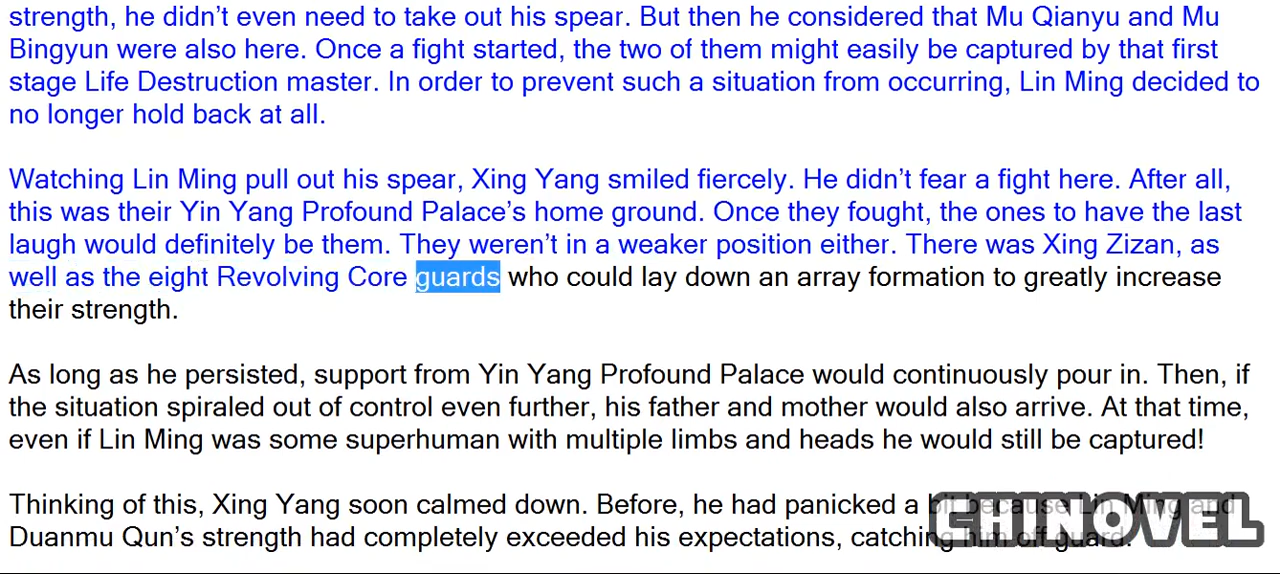 strength, he didn't even need to take out his spear. But then he considered that Mu Qianyu and Mu
Bingyun were also here. Once a fight started, the two of them might easily be captured by that first
stage Life Destruction master. In order to prevent such a situation from occurring, Lin Ming decided to
no longer hold back at all.
Watching Lin Ming pull out his spear, Xing Yang smiled fiercely. He didn't fear a fight here. After all,
this was their Yin Yang Profound Palace's home ground. Once they fought, the ones to have the last
laugh would definitely be them. They weren't in a weaker position either. There was Xing Zizan, as
well as the eight Revolving Core guards who could lay down an array formation to greatly increase
their strength.
As long as he persisted, support from Yin Yang Profound Palace would continuously pour in. Then, if
the situation spiraled out of control even further, his father and mother would also arrive. At that time,
even if Lin Ming was some superhuman with multiple limbs and heads he would still be captured!
Thinking of this, Xing Yang soon calmed down. Before, he had panicked a bit because Lin Ming and
Duanmu Qun's strength had completely exceeded his expectations, catching him off guard.
CHINOVEL